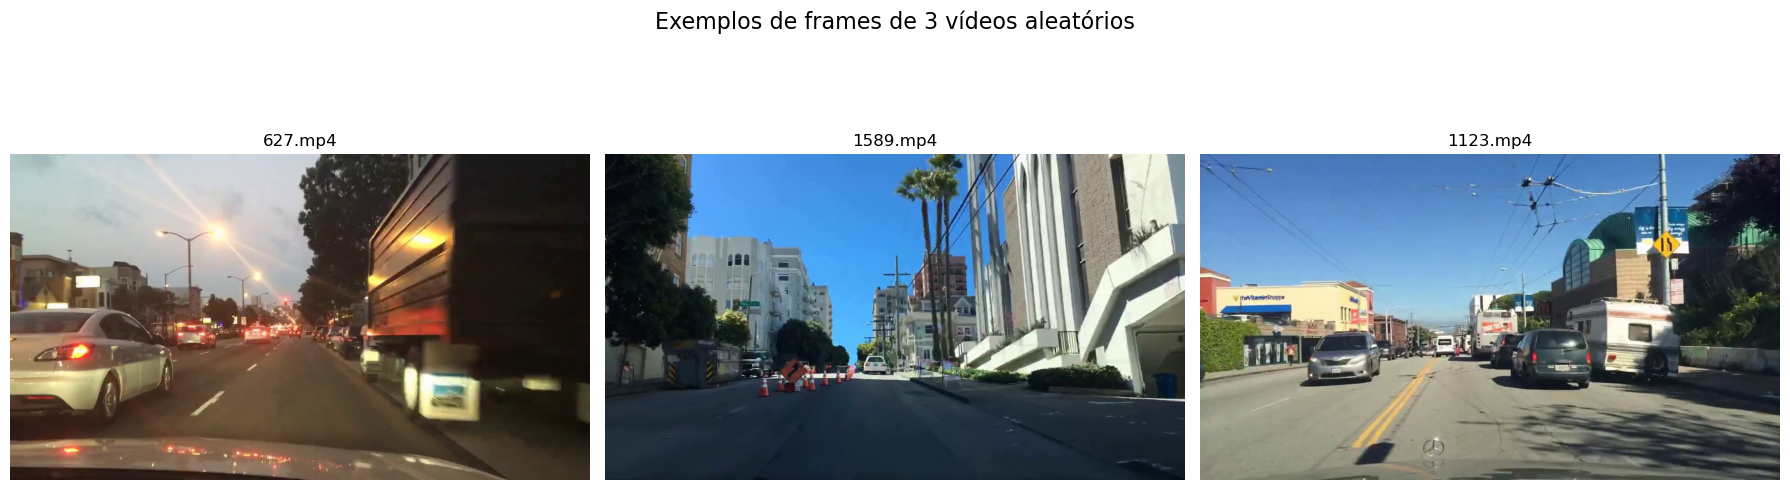 Exemplos de frames de 3 vídeos aleatórios
627.mp4
1589.mp4
1123.mp4
theVitaminShoppe